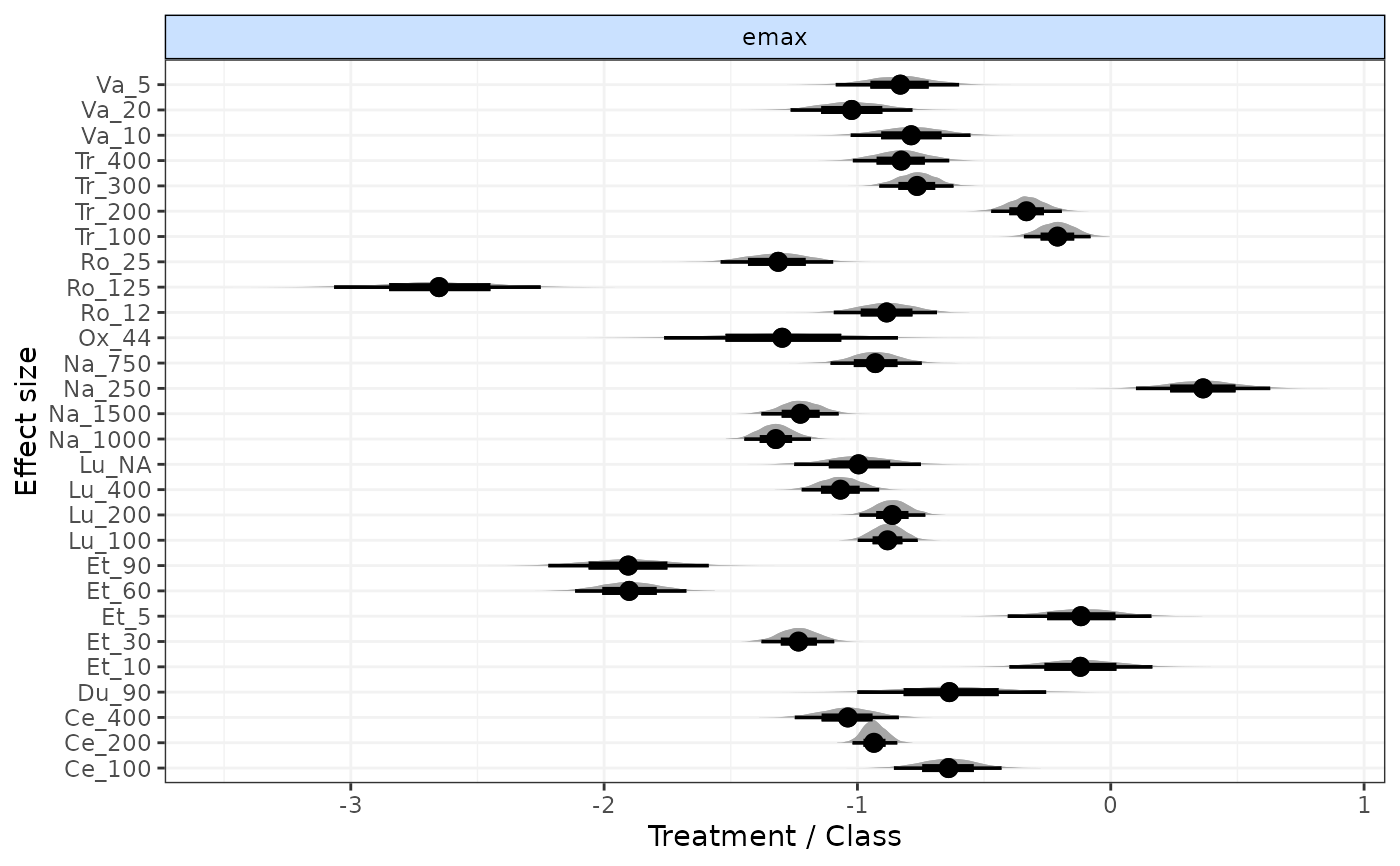 emax
Va_5
Va_20
Va_10
Tr_400
Tr_300
Tr_200
Tr_100
Ro_25
Ro_125
Ro_12
Ox_44
Na_750
Na_250
Na_1500
Na_1000
Lu_NA
Lu_400
Lu_200
Lu_100
Et_90
Et_60
Et_5
Et_30
Et_10
Du_90
Ce_400
Ce_200
Ce_100
Effect size
-3 -2 -1 0 1
Treatment / Class